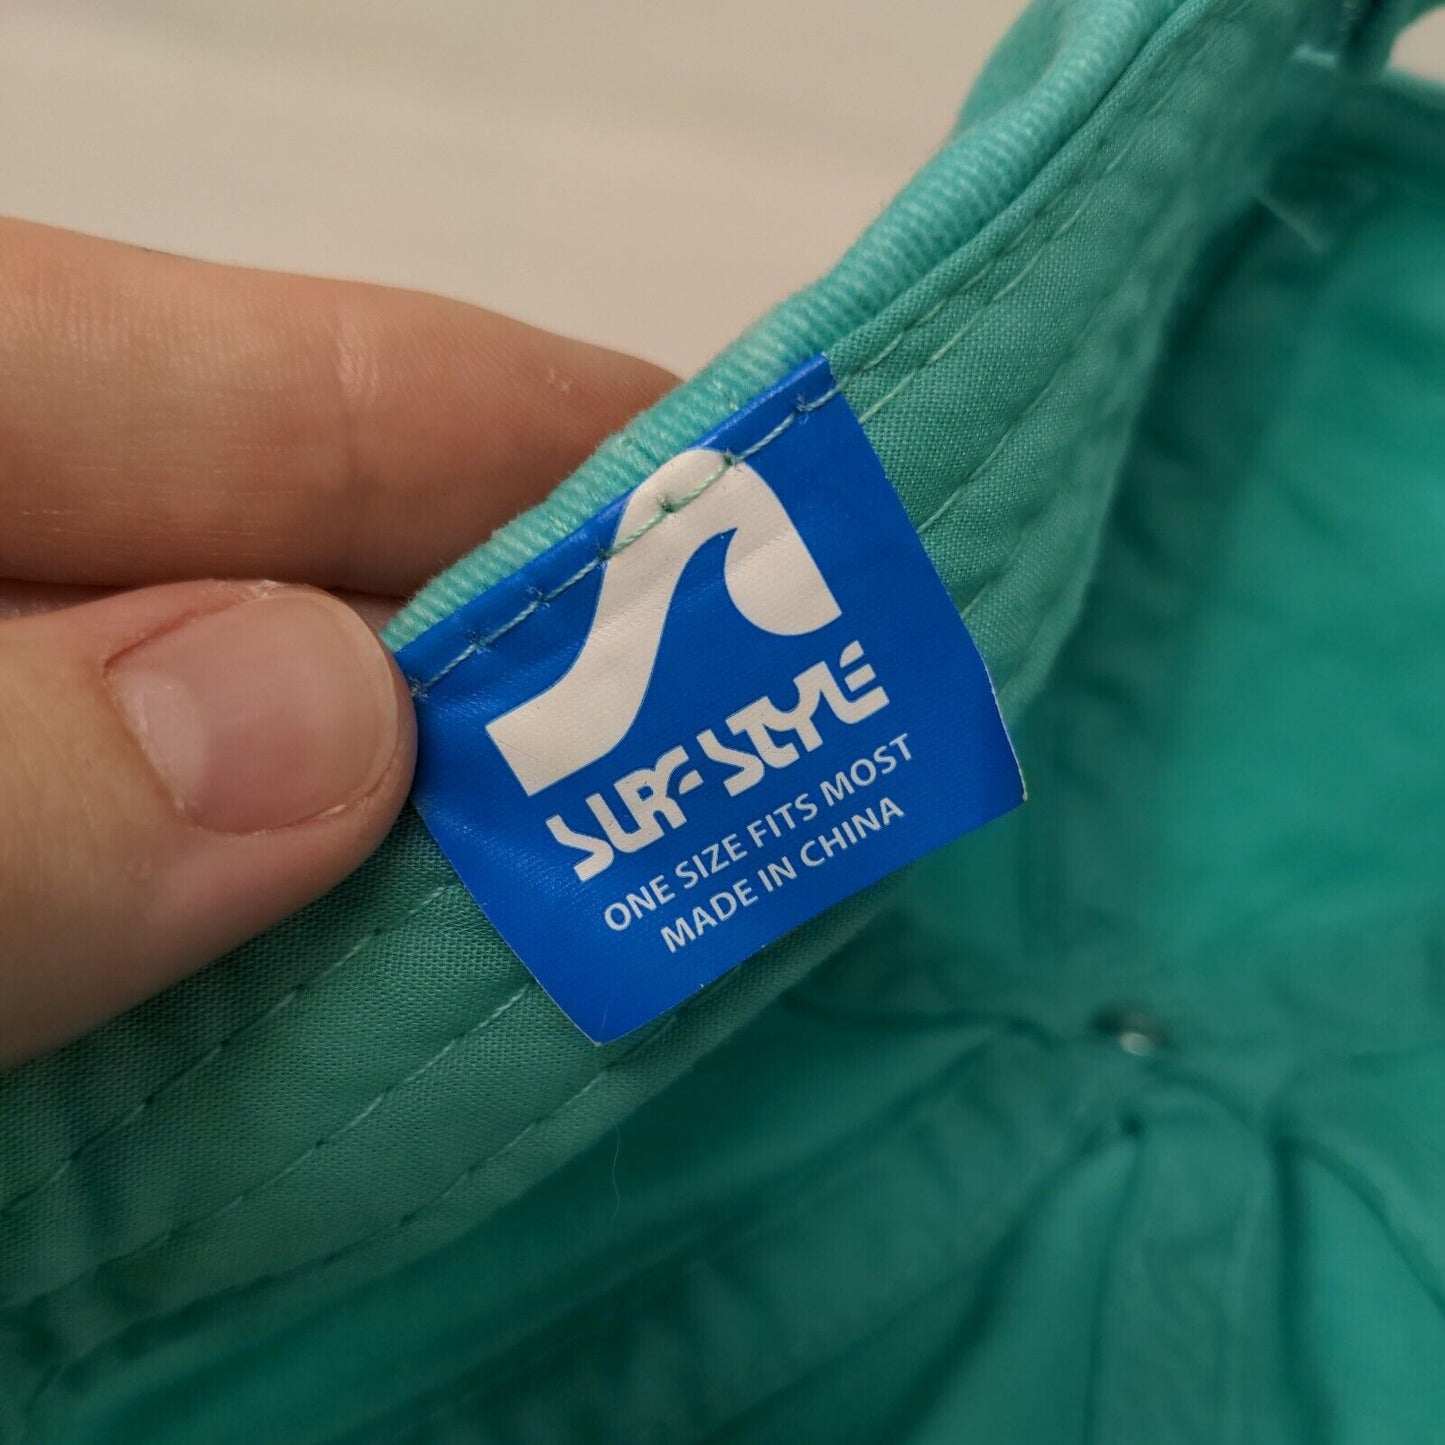 SURF STYLE
ONE SIZE FITS MOST
MADE IN CHINA